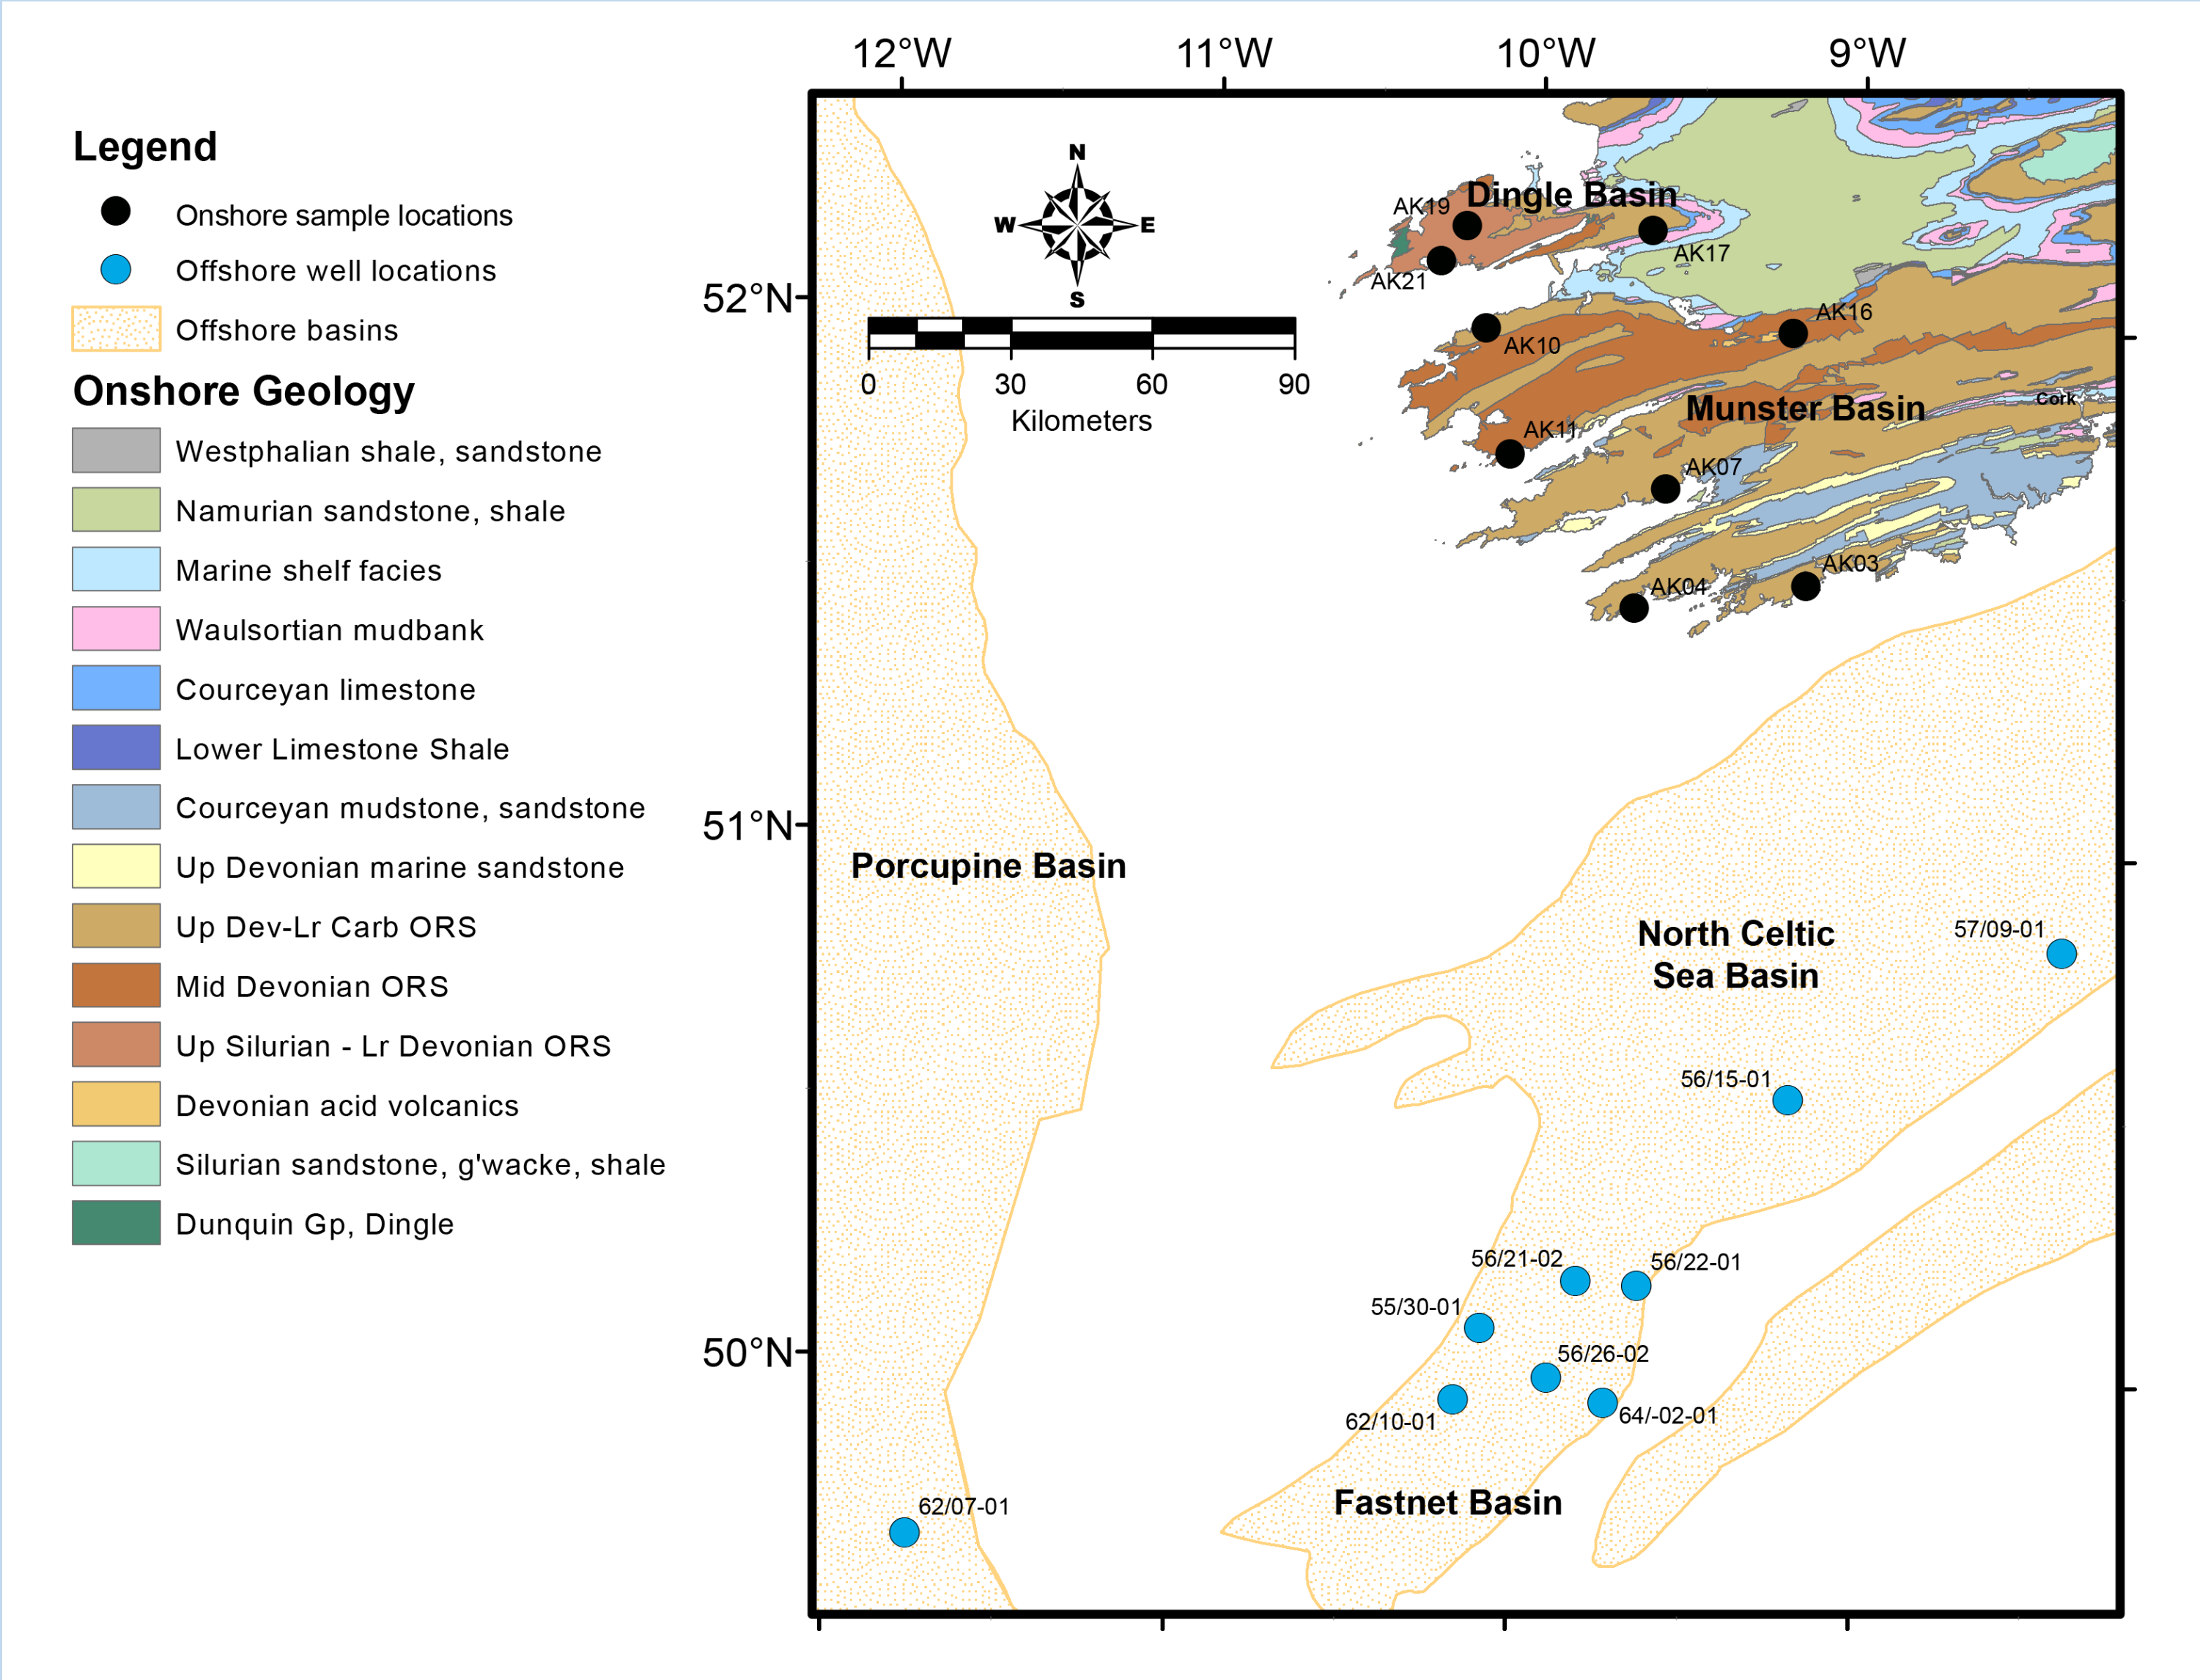 12°W
11°W
10°W
9°W
Legend
Onshore sample locations
Offshore well locations
Offshore basins
Onshore Geology
Westphalian shale, sandstone
Namurian sandstone, shale
Marine shelf facies
Waulsortian mudbank
Courceyan limestone
Lower Limestone Shale
Courceyan mudstone, sandstone
Up Devonian marine sandstone
Up Dev-Lr Carb ORS
Mid Devonian ORS
Up Silurian - Lr Devonian ORS
Devonian acid volcanics
Silurian sandstone, g'wacke, shale
Dunquin Gp, Dingle
52°N
51°N
50°N
N
W
E
S
0
30
60
90
Kilometers
Dingle Basin
AK19
AK17
AK21
AK16
AK10
Cork
Munster Basin
AK11
AK07
AK03
AK04
Porcupine Basin
North Celtic
Sea Basin
57/09-01
56/15-01
56/21-02
56/22-01
55/30-01
56/26-02
62/10-01
64/-02-01
Fastnet Basin
62/07-01